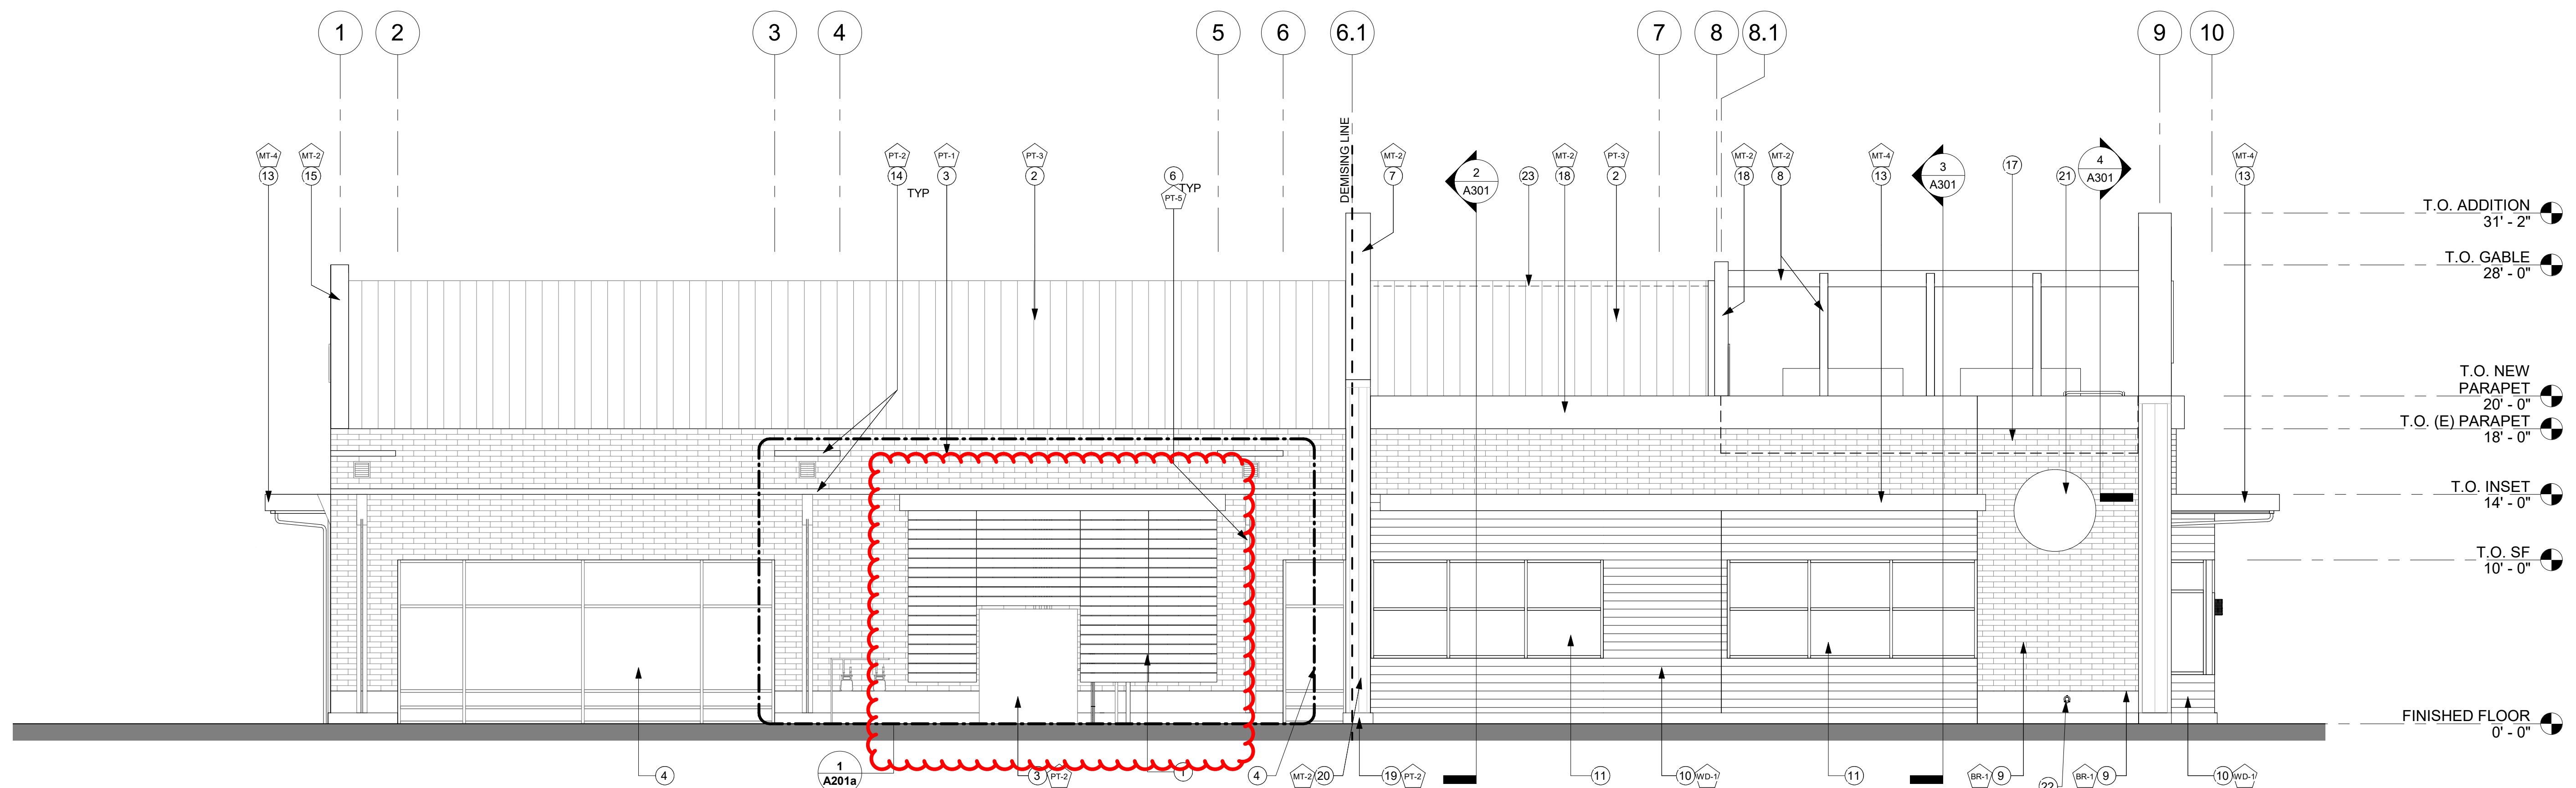 1 2 3 4 5 6 6.1 7 8 8.1 9 10
DEMISING LINE
MT-4
13
MT-2
15
PT-2
14
TYP
PT-1
3
PT-3
2
6
TYP
PT-5
MT-2
7
2
A301
23
MT-2
18
PT-3
2
MT-2
18
MT-2
8
MT-4
13
3
A301
17
21
4
A301
MT-4
13
T.O. ADDITION
31' - 2"
T.O. GABLE
28' - 0"
T.O. NEW
PARAPET
20' - 0"
T.O. (E) PARAPET
18' - 0"
T.O. INSET
14' - 0"
T.O. SF
10' - 0"
FINISHED FLOOR
0' - 0"
4
1
A201a
3 PT-2
4
MT-2 20
19 PT-2
11
10 WD-1
11
BR-1 9
22
BR-1 9
10 WD-1